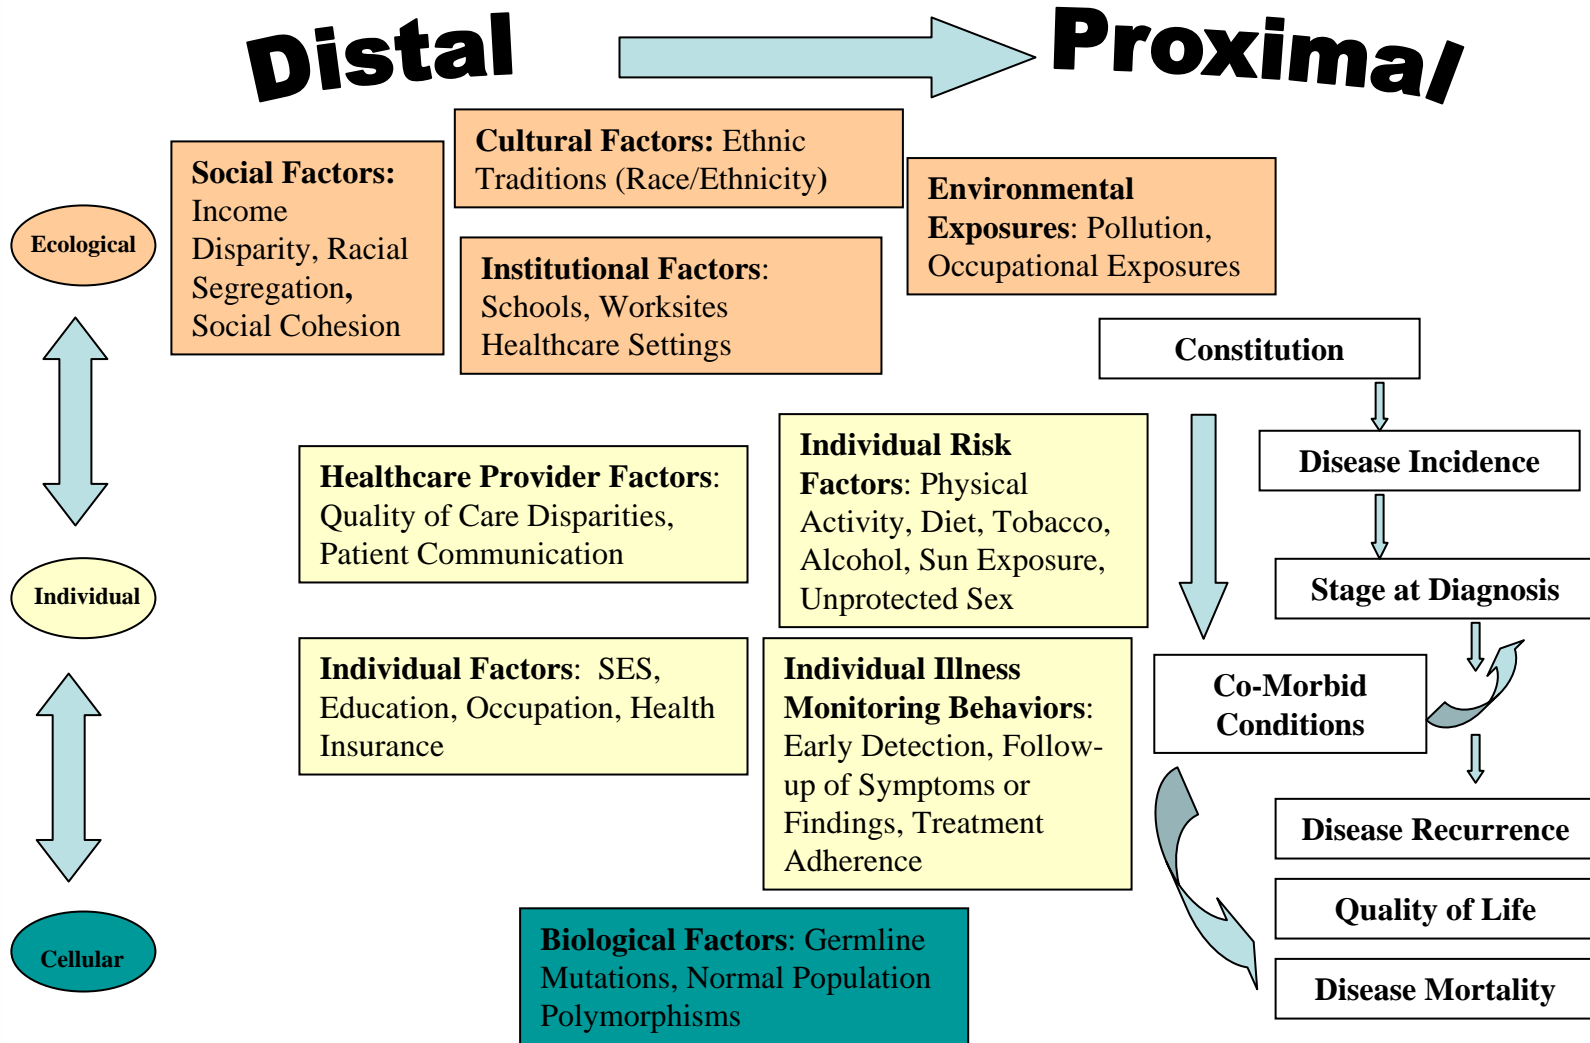 Distal
Proximal
Cultural Factors: Ethnic
Traditions (Race/Ethnicity)
Social Factors:
Income
Disparity, Racial
Segregation,
Social Cohesion
Environmental
Exposures: Pollution,
Occupational Exposures
Ecological
Institutional Factors:
Schools, Worksites
Healthcare Settings
Constitution
Individual Risk
Factors: Physical
Activity, Diet, Tobacco,
Alcohol, Sun Exposure,
Unprotected Sex
Disease Incidence
Healthcare Provider Factors:
Quality of Care Disparities,
Patient Communication
Individual
Stage at Diagnosis
Individual Factors: SES,
Education, Occupation, Health
Insurance
Individual Illness
Monitoring Behaviors:
Early Detection, Follow-
up of Symptoms or
Findings, Treatment
Adherence
Co-Morbid
Conditions
Disease Recurrence
Quality of Life
Cellular
Biological Factors: Germline
Mutations, Normal Population
Polymorphisms
Disease Mortality